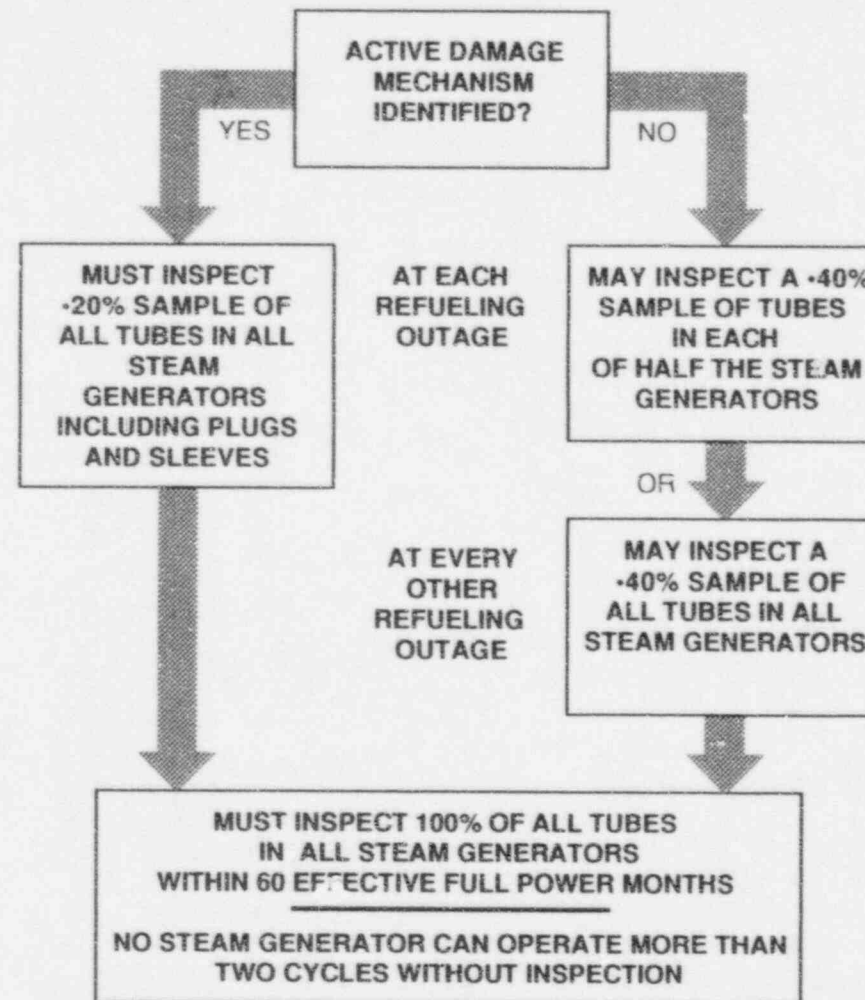 ACTIVE DAMAGE
MECHANISM
IDENTIFIED?
YES
NO
MUST INSPECT
•20% SAMPLE OF
ALL TUBES IN ALL
STEAM
GENERATORS
INCLUDING PLUGS
AND SLEEVES
AT EACH
REFUELING
OUTAGE
MAY INSPECT A •40%
SAMPLE OF TUBES
IN EACH
OF HALF THE STEAM
GENERATORS
OR
AT EVERY
OTHER
REFUELING
OUTAGE
MAY INSPECT A
•40% SAMPLE OF
ALL TUBES IN ALL
STEAM GENERATORS
MUST INSPECT 100% OF ALL TUBES
IN ALL STEAM GENERATORS
WITHIN 60 EFFECTIVE FULL POWER MONTHS
NO STEAM GENERATOR CAN OPERATE MORE THAN
TWO CYCLES WITHOUT INSPECTION